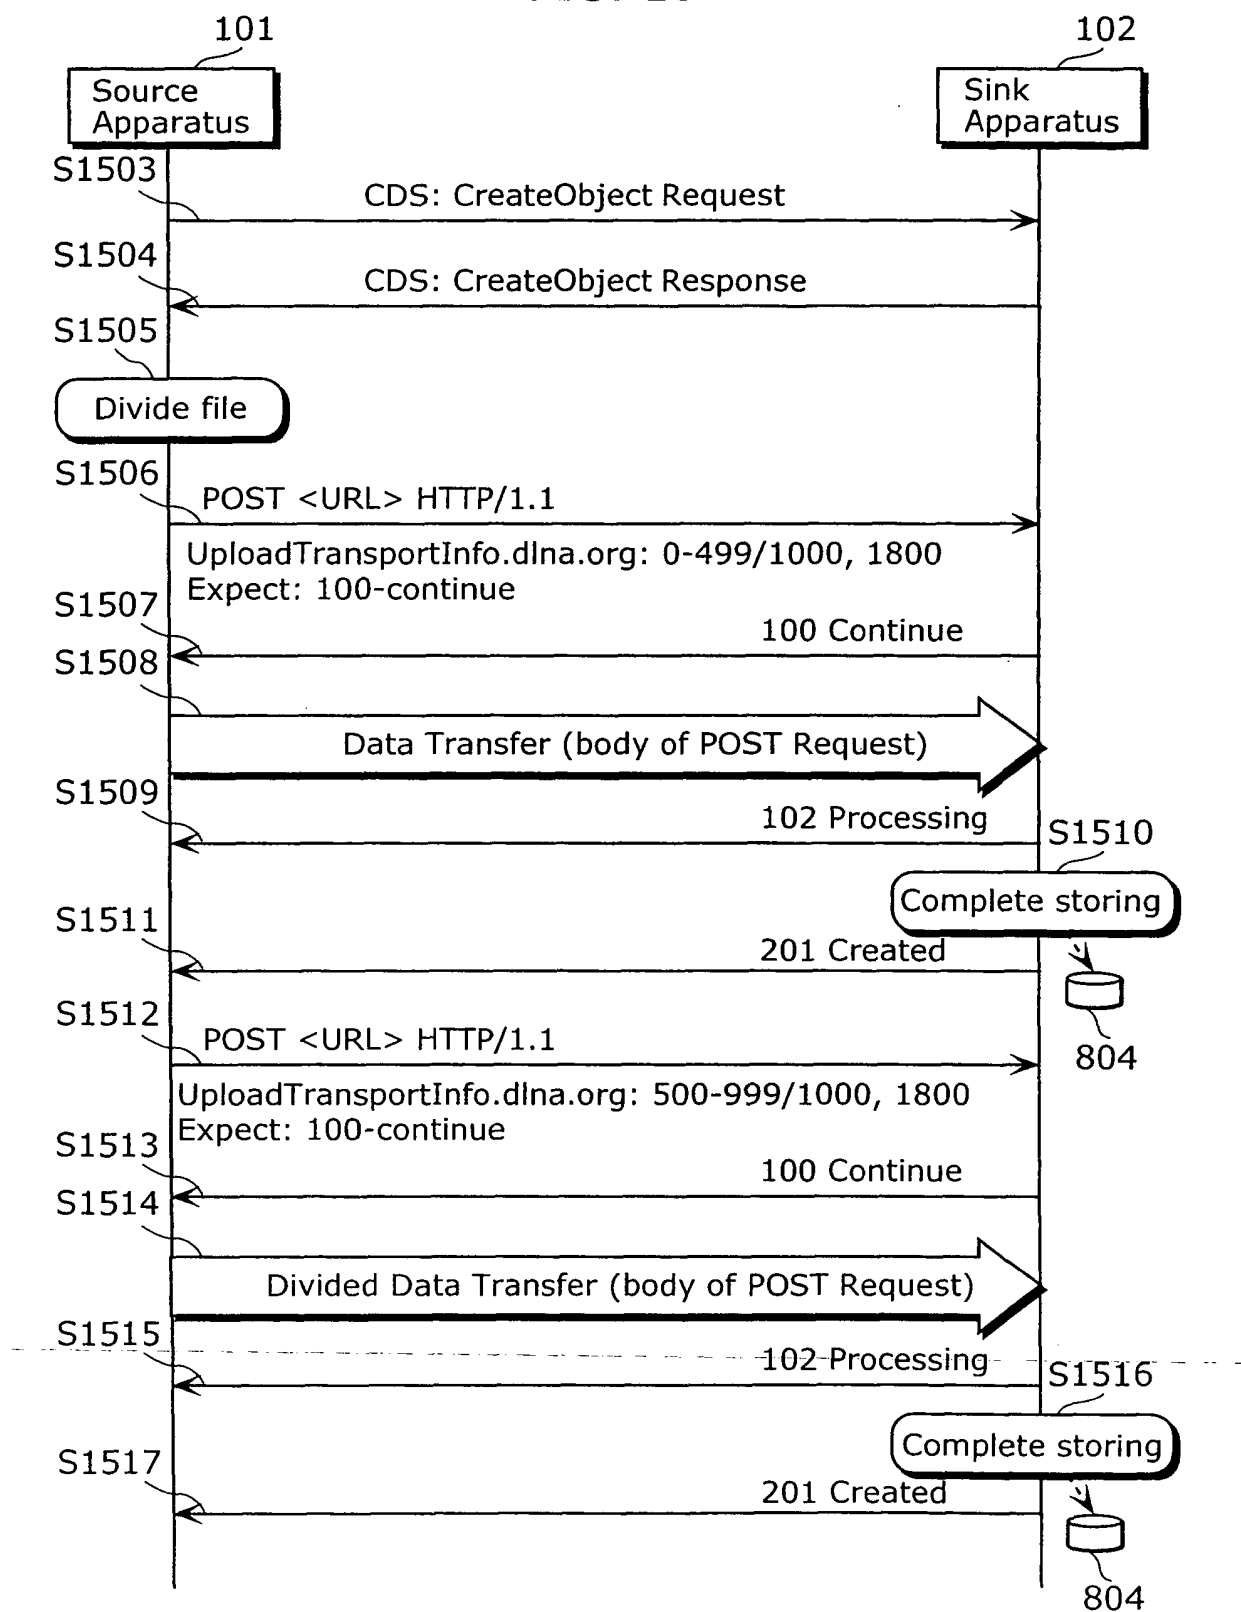 101
102
Source
Apparatus
Sink
Apparatus
S1503
CDS: CreateObject Request
S1504
CDS: CreateObject Response
S1505
Divide file
S1506
POST <URL> HTTP/1.1
UploadTransportInfo.dlna.org: 0-499/1000, 1800
Expect: 100-continue
S1507
100 Continue
S1508
Data Transfer (body of POST Request)
S1509
102 Processing
S1510
Complete storing
S1511
201 Created
804
S1512
POST <URL> HTTP/1.1
UploadTransportInfo.dlna.org: 500-999/1000, 1800
Expect: 100-continue
S1513
100 Continue
S1514
Divided Data Transfer (body of POST Request)
S1515
102 Processing
S1516
Complete storing
S1517
201 Created
804